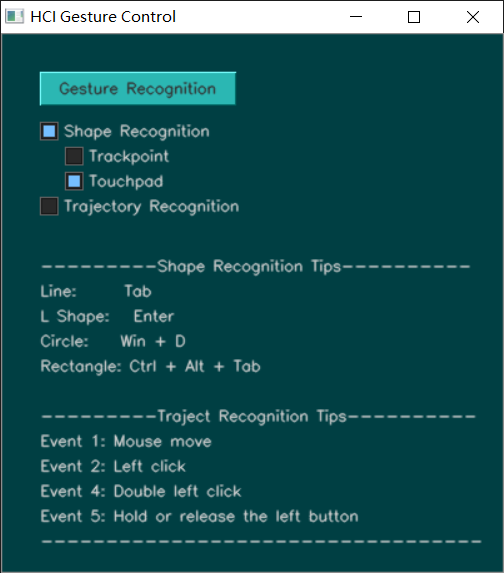 HCI Gesture Control
Gesture Recognition
Shape Recognition
Trackpoint
Touchpad
Trajectory Recognition
---------Shape Recognition Tips----------
Line: Tab
L Shape: Enter
Circle: Win + D
Rectangle: Ctrl + Alt + Tab
---------Traject Recognition Tips----------
Event 1: Mouse move
Event 2: Left click
Event 4: Double left click
Event 5: Hold or release the left button
-----------------------------------